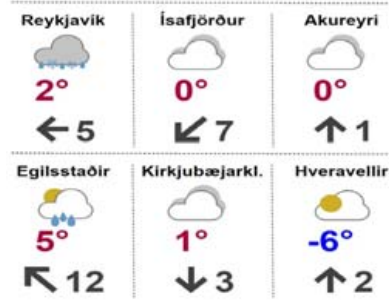 Reykjavík Ísafjörður Akureyri
2° 0° 0°
5 7 1
Egilsstaðir Kirkjubæjarkl. Hveravellir
5° 1° -6°
12 3 2